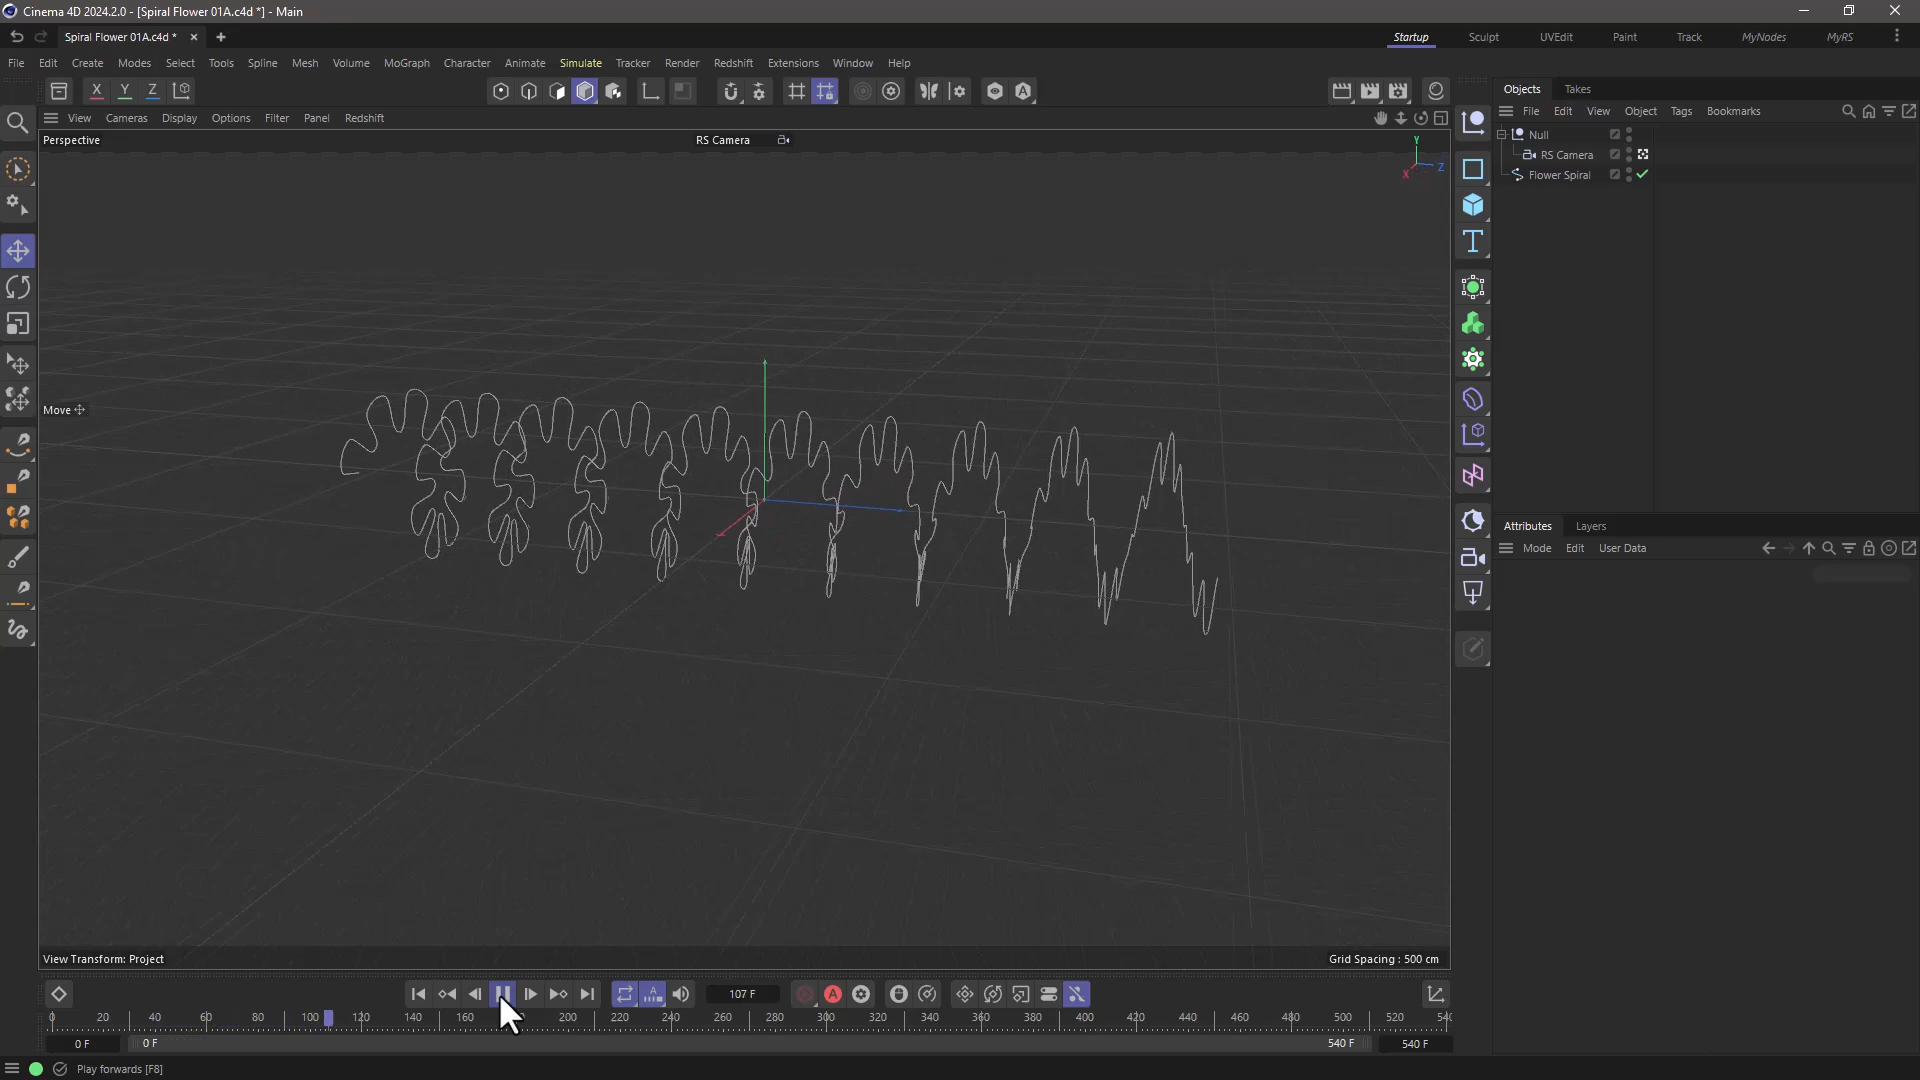 Cinema 4D 2024.2.0 - [Spiral Flower 01A.c4d *] - Main
Spiral Flower 01A.c4d *
Startup Sculpt UVEdit Paint Track MyNodes MyRS
File Edit Create Modes Select Tools Spline Mesh Volume MoGraph Character Animate Simulate Tracker Render Redshift Extensions Window Help
X Y Z
Objects Takes
File Edit View Object Tags Bookmarks
View Cameras Display Options Filter Panel Redshift
Perspective
RS Camera
Y
Z
X
Null
RS Camera
Flower Spiral
Move
Attributes Layers
Mode Edit User Data
View Transform: Project
Grid Spacing : 500 cm
107 F
0 20 40 60 80 100 120 140 160 200 220 240 260 280 300 320 340 360 380 400 420 440 460 480 500 520
0 F 0 F 540 F 540 F
Play forwards [F8]